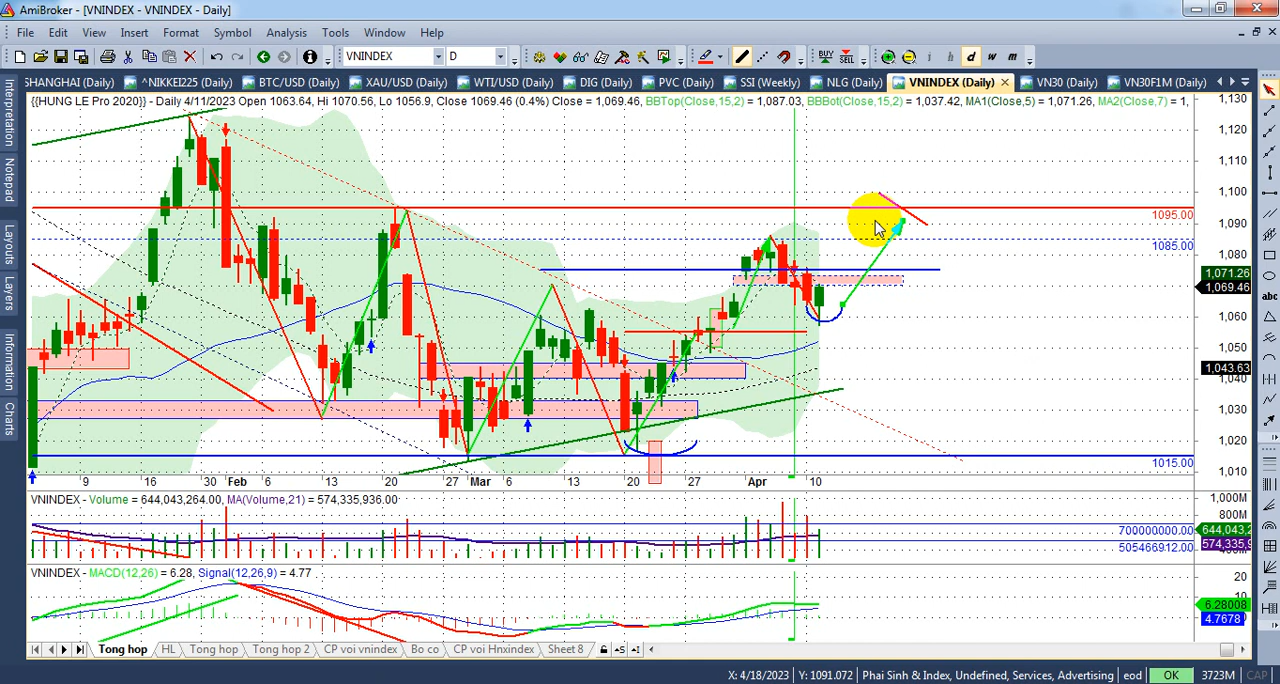 AmiBroker - [VNINDEX - VNINDEX - Daily]
File Edit View Insert Format Symbol Analysis Tools Window Help
VNINDEX D BUY SELL i h d w m
SHANGHAI (Daily) ^NIKKEI225 (Daily) BTC/USD (Daily) XAU/USD (Daily) WTI/USD (Daily) DIG (Daily) PVC (Daily) SSI (Weekly) NLG (Daily) VNINDEX (Daily) VN30 (Daily) VN30F1M (Daily)
{{HUNG LE Pro 2020}} - Daily 4/11/2023 Open 1063.64, Hi 1070.56, Lo 1056.9, Close 1069.46 (0.4%) Close = 1,069.46, BBTop(Close,15,2) = 1,087.03, BBBot(Close,15,2) = 1,037.42, MA1(Close,5) = 1,071.26, MA2(Close,7) = 1,
Interpretation
Notepad
Layouts
Layers
Information
Charts
1,130
1,120
1,110
1,100
1095.00
1,090
1085.00
1,080
1,071.26
1,069.46
1,060
1,050
1,043.63
1,040
1,030
1,020
1015.00
1,010
30 Feb 6 13 20 27 Mar 6 13 20 27 Apr 10
VNINDEX - Volume = 644,043,264.00, MA(Volume,21) = 574,335,936.00
1,000M
800M
700000000.00 644,043,2
505466912.00 574,335,9
VNINDEX - MACD(12,26) = 6.28, Signal(12,26,9) = 4.77
20
10
6.28008
4.7678
Tong hop HL Tong hop Tong hop 2 CP voi vnindex Bo co CP voi Hnxindex Sheet 8
X: 4/18/2023 Y: 1091.072 Phai Sinh & Index, Undefined, Services, Advertising eod OK 3723M CAP
abc